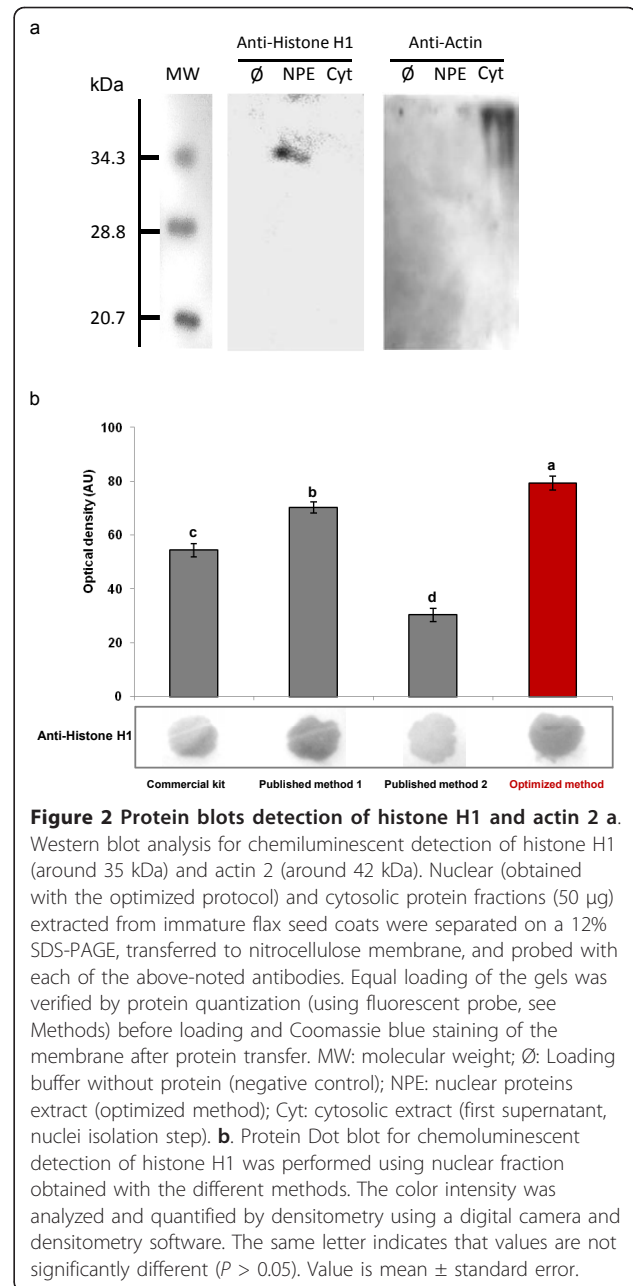 a
Anti-Histone H1 Anti-Actin
kDa MW Ø NPE Cyt Ø NPE Cyt
34.3
28.8
20.7
b
100
80
60
40
20
0
Optical density (AU)
c b d a
Anti-Histone H1
Commercial kit Published method 1 Published method 2 Optimized method
Figure 2 Protein blots detection of histone H1 and actin 2 a.
Western blot analysis for chemiluminescent detection of histone H1
(around 35 kDa) and actin 2 (around 42 kDa). Nuclear (obtained
with the optimized protocol) and cytosolic protein fractions (50 μg)
extracted from immature flax seed coats were separated on a 12%
SDS-PAGE, transferred to nitrocellulose membrane, and probed with
each of the above-noted antibodies. Equal loading of the gels was
verified by protein quantization (using fluorescent probe, see
Methods) before loading and Coomassie blue staining of the
membrane after protein transfer. MW: molecular weight; Ø: Loading
buffer without protein (negative control); NPE: nuclear proteins
extract (optimized method); Cyt: cytosolic extract (first supernatant,
nuclei isolation step). b. Protein Dot blot for chemoluminescent
detection of histone H1 was performed using nuclear fraction
obtained with the different methods. The color intensity was
analyzed and quantified by densitometry using a digital camera and
densitometry software. The same letter indicates that values are not
significantly different (P > 0.05). Value is mean ± standard error.